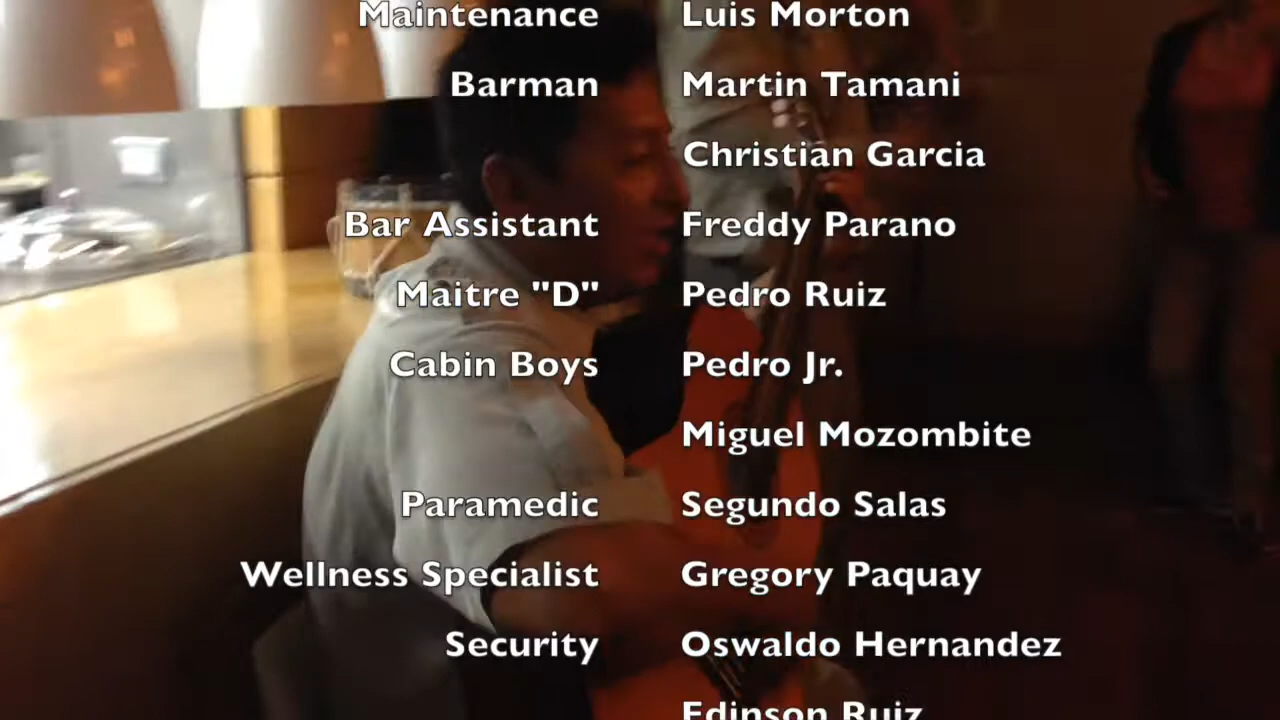 Maintenance Luis Morton
Barman Martin Tamani
Christian Garcia
Bar Assistant Freddy Parano
Maitre "D" Pedro Ruiz
Cabin Boys Pedro Jr.
Miguel Mozombite
Paramedic Segundo Salas
Wellness Specialist Gregory Paquay
Security Oswaldo Hernandez
Edinson Ruiz